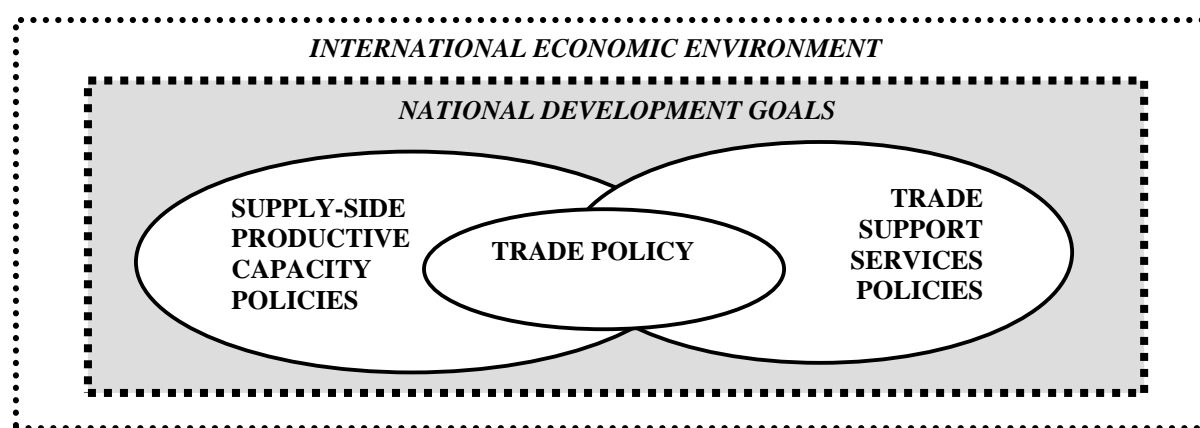 INTERNATIONAL ECONOMIC ENVIRONMENT
NATIONAL DEVELOPMENT GOALS
SUPPLY-SIDE
PRODUCTIVE
CAPACITY
POLICIES
TRADE POLICY
TRADE
SUPPORT
SERVICES
POLICIES